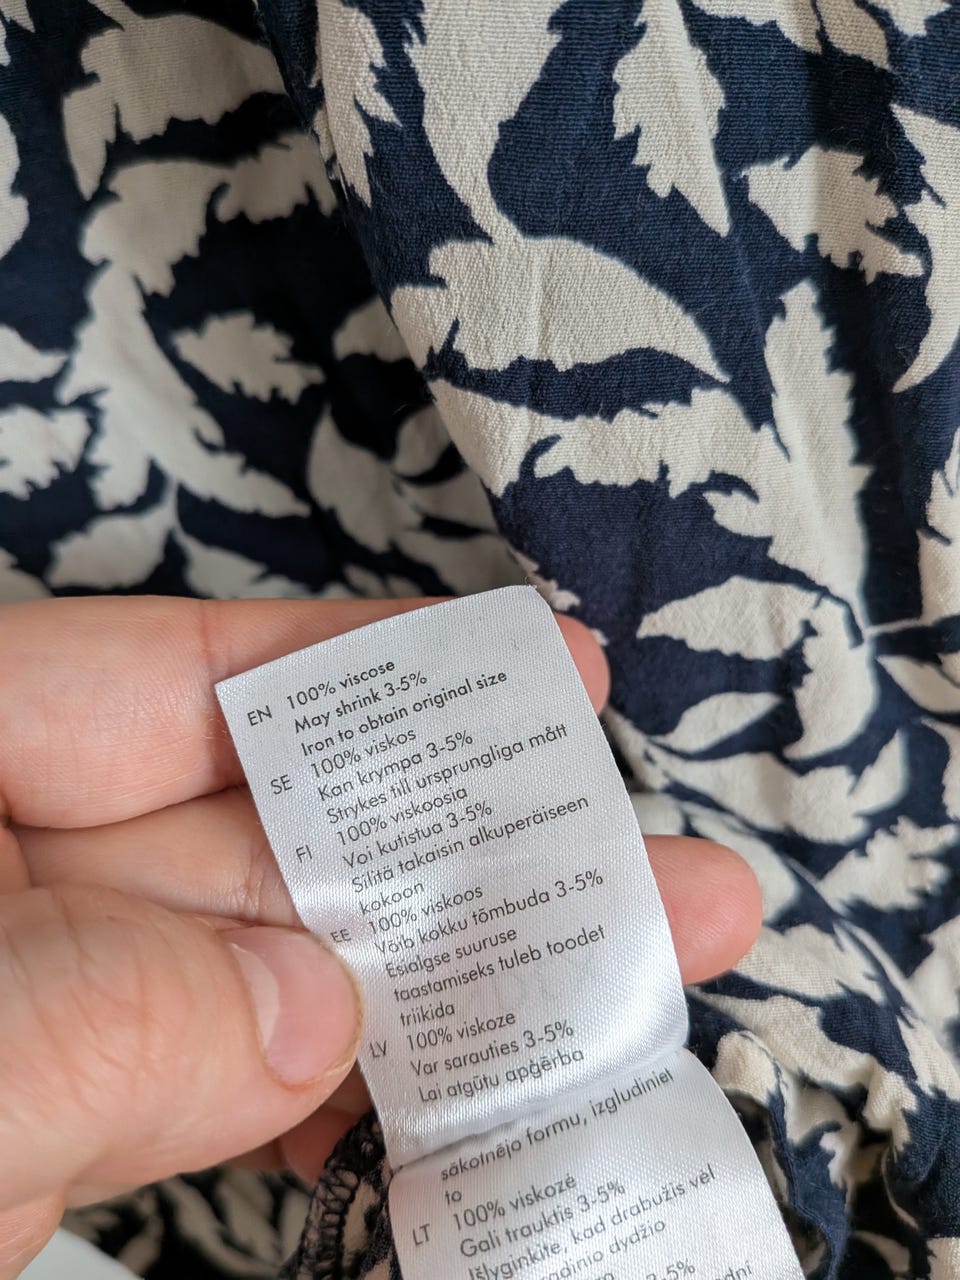 EN 100% viscose
May shrink 3-5%
Iron to obtain original size
SE 100% viskos
Kan krympa 3-5%
Strykes till ursprungliga mått
FI 100% viskoosia
Voi kutistua 3-5%
Silitä takaisin alkuperäiseen
kokoon
EE 100% viskoos
Võib kokku tõmbuda 3-5%
Esialgse suuruse
taastamiseks tuleb toodet
triikida
LV 100% viskoze
Var sarauties 3-5%
Lai atgūtu apģērba
sākotnējo formu, izgludiniet
to
LT 100% viskozė
Gali trauktis 3-5%
Išlyginkite, kad drabužis vėl
dydžio
3-5%